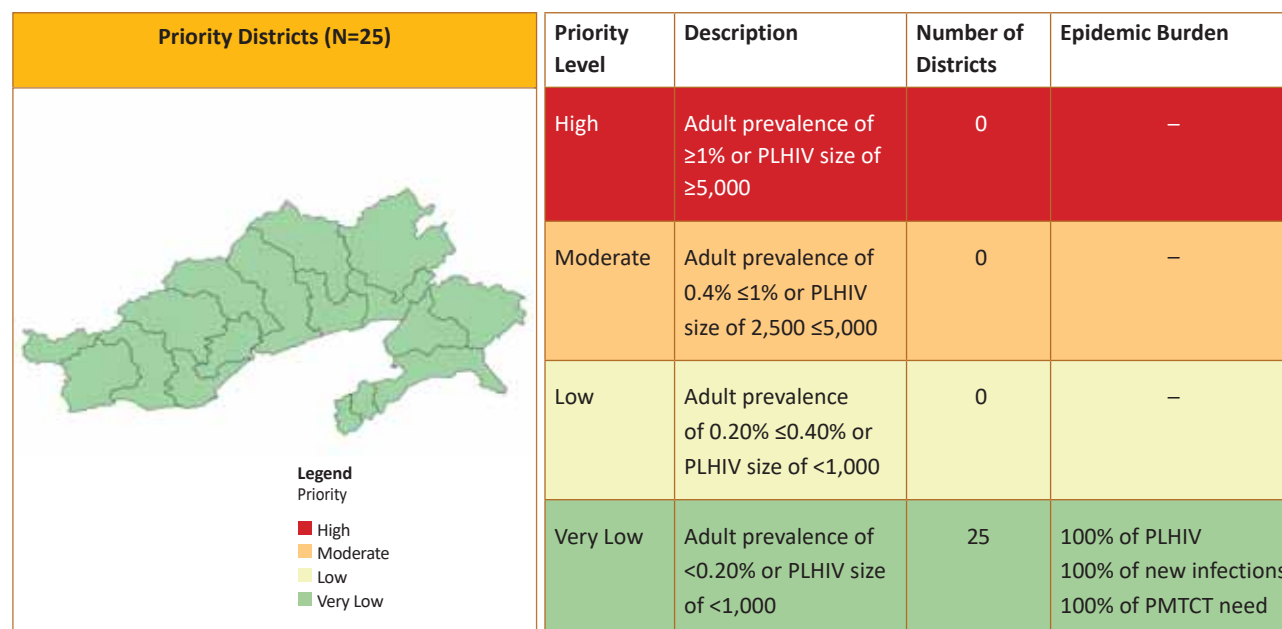 Priority Districts (N=25)
Legend
Priority
High
Moderate
Low
Very Low
Priority Level
Description
Number of Districts
Epidemic Burden
High
Adult prevalence of
≥1% or PLHIV size of
≥5,000
0
–
Moderate
Adult prevalence of
0.4% ≤1% or PLHIV
size of 2,500 ≤5,000
0
–
Low
Adult prevalence
of 0.20% ≤0.40% or
PLHIV size of <1,000
0
–
Very Low
Adult prevalence of
<0.20% or PLHIV size
of <1,000
25
100% of PLHIV
100% of new infections
100% of PMTCT need